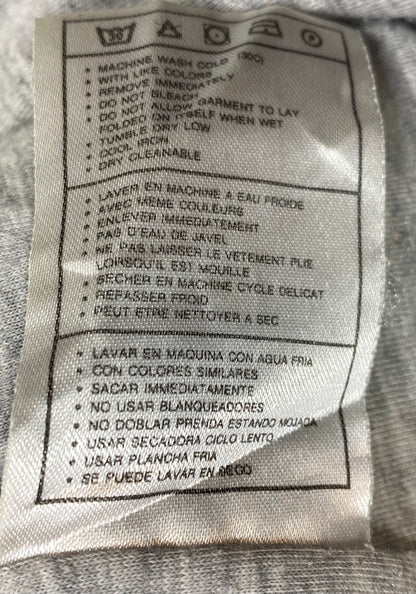 • MACHINE WASH COLD (30C)
• WITH LIKE COLORS
• REMOVE IMMEDIATELY
• DO NOT BLEACH
• DO NOT ALLOW GARMENT TO LAY
FOLDED ON ITSELF WHEN WET
• TUMBLE DRY LOW
• COOL IRON
• DRY CLEANABLE
• LAVER EN MACHINE A EAU FROIDE
• AVEC MÊME COULEURS
• ENLEVER IMMEDIATEMENT
• PAS D'EAU DE JAVEL
• NE PAS LAISSER LE VETEMENT PLIE
LORSQU'IL EST MOUILLE
• SECHER EN MACHINE CYCLE DELICAT
• REPASSER FROID
• PEUT ETRE NETTOYER A SEC
• LAVAR EN MAQUINA CON AGUA FRIA
• CON COLORES SIMILARES
• SACAR IMMEDIATAMENTE
• NO USAR BLANQUEADORES
• NO DOBLAR PRENDA ESTANDO MOJADA
• USAR SECADORA CICLO LENTO
• USAR PLANCHA FRIA
• SE PUEDE LAVAR EN SECO